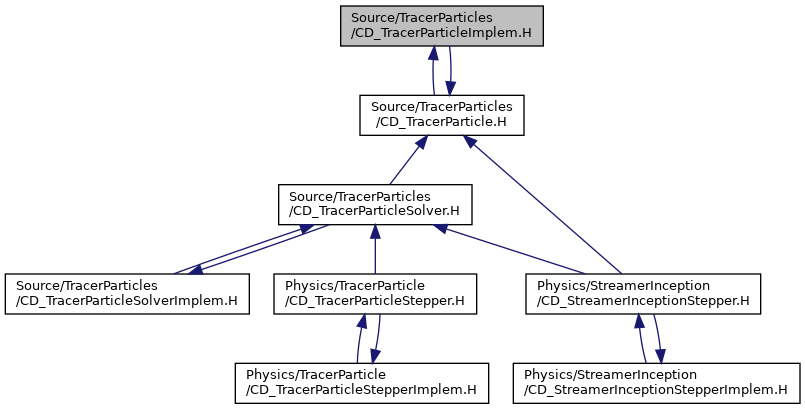 Source/TracerParticles
/CD_TracerParticleImplem.H
Source/TracerParticles
/CD_TracerParticle.H
Source/TracerParticles
/CD_TracerParticleSolver.H
Source/TracerParticles
/CD_TracerParticleSolverImplem.H
Physics/TracerParticle
/CD_TracerParticleStepper.H
Physics/StreamerInception
/CD_StreamerInceptionStepper.H
Physics/TracerParticle
/CD_TracerParticleStepperImplem.H
Physics/StreamerInception
/CD_StreamerInceptionStepperImplem.H